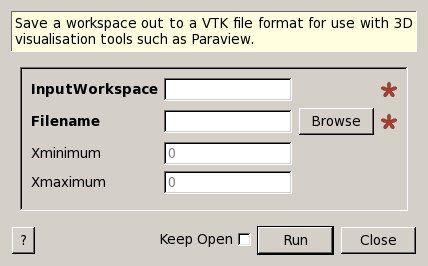 Save a workspace out to a VTK file format for use with 3D
visualisation tools such as Paraview.
InputWorkspace
Filename Browse
Xminimum 0
Xmaximum 0
? Keep Open Run Close